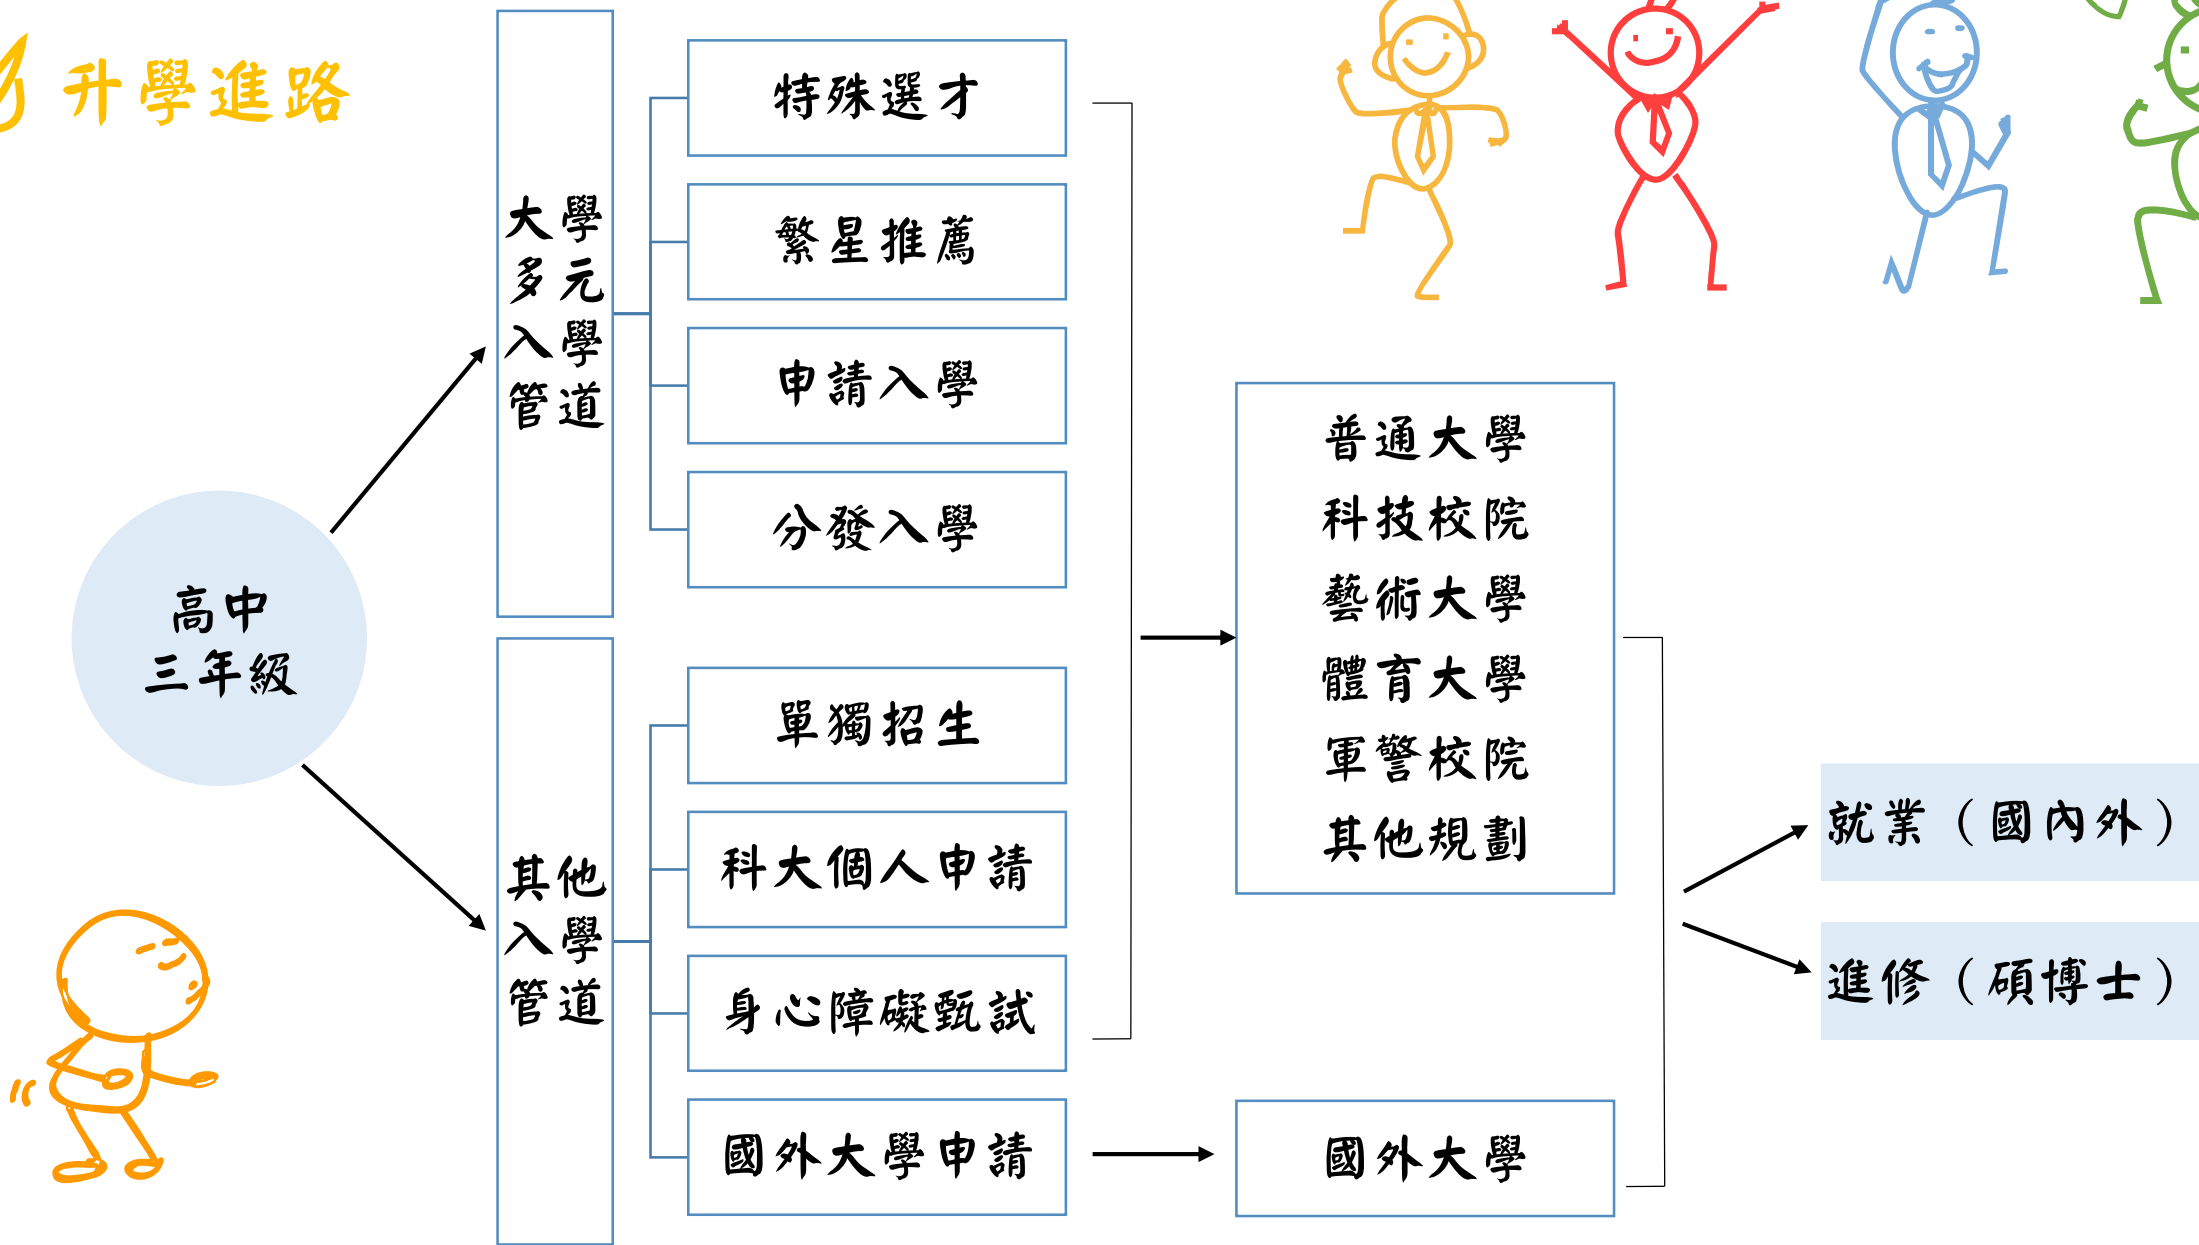 升學進路
高中
三年級
大學
多元
入學
管道
特殊選才
繁星推薦
申請入學
分發入學
其他
入學
管道
單獨招生
科大個人申請
身心障礙甄試
國外大學申請
普通大學
科技校院
藝術大學
體育大學
軍警校院
其他規劃
國外大學
就業（國內外）
進修（碩博士）